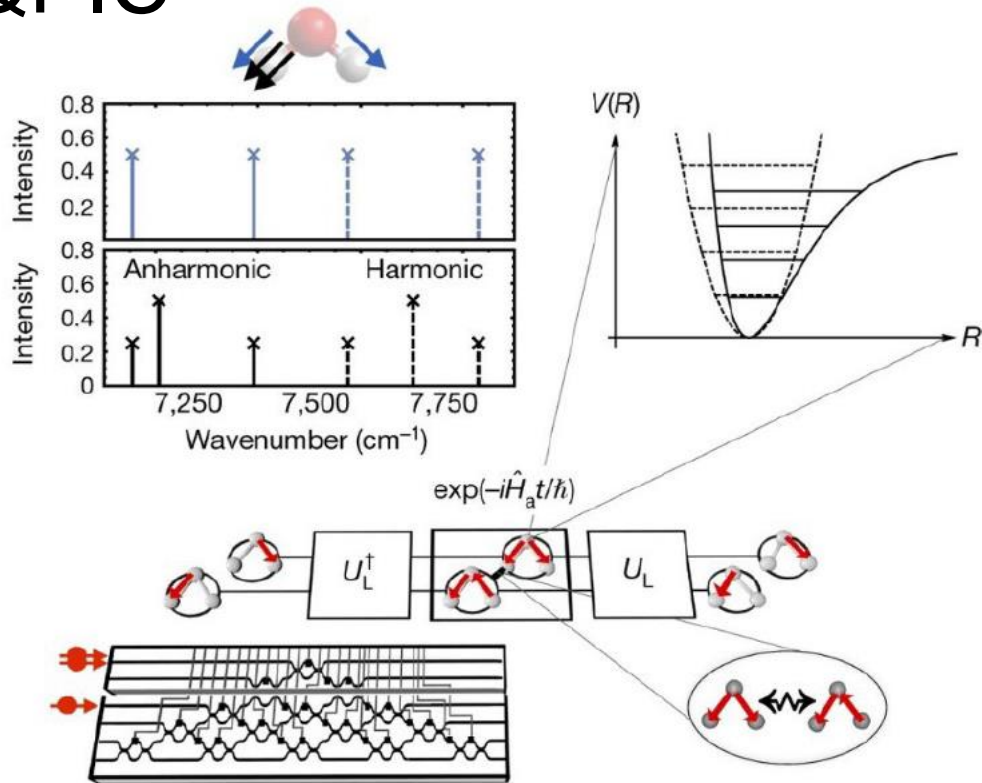 0.8
0.6
0.4
0.2
Intensity
0.8
0.6
0.4
0.2
0
Intensity
Anharmonic Harmonic
7,250 7,500 7,750
Wavenumber (cm⁻¹)
V(R)
R
exp(−iĤₐt/ħ)
U_L^†
U_L